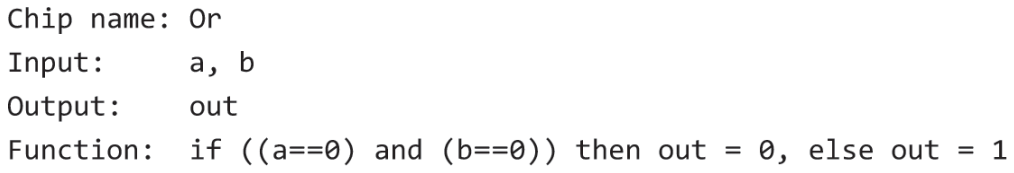 Chip name: Or
Input:     a, b
Output:    out
Function:  if ((a==0) and (b==0)) then out = 0, else out = 1